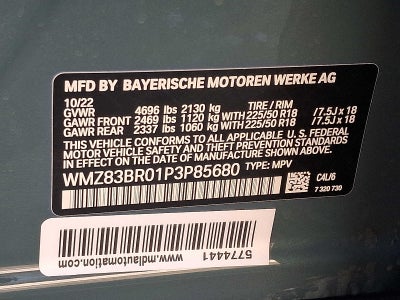 MFD BY BAYERISCHE MOTOREN WERKE AG
10/22
GVWR 4696 lbs 2130 kg TIRE / RIM
GAWR FRONT 2469 lbs 1120 kg WITH 225/50 R18 / 7.5J x 18
GAWR REAR 2337 lbs 1060 kg WITH 225/50 R18 / 7.5J x 18
THIS VEHICLE CONFORMS TO ALL APPLICABLE U. S. FEDERAL
MOTOR VEHICLE SAFETY AND THEFT PREVENTION STANDARDS
IN EFFECT ON THE DATE OF MANUFACTURE SHOWN ABOVE.
WMZ83BR01P3P85680 TYPE: MPV
C4L/6
7 320 730
5774441
www.mdlautomation.com